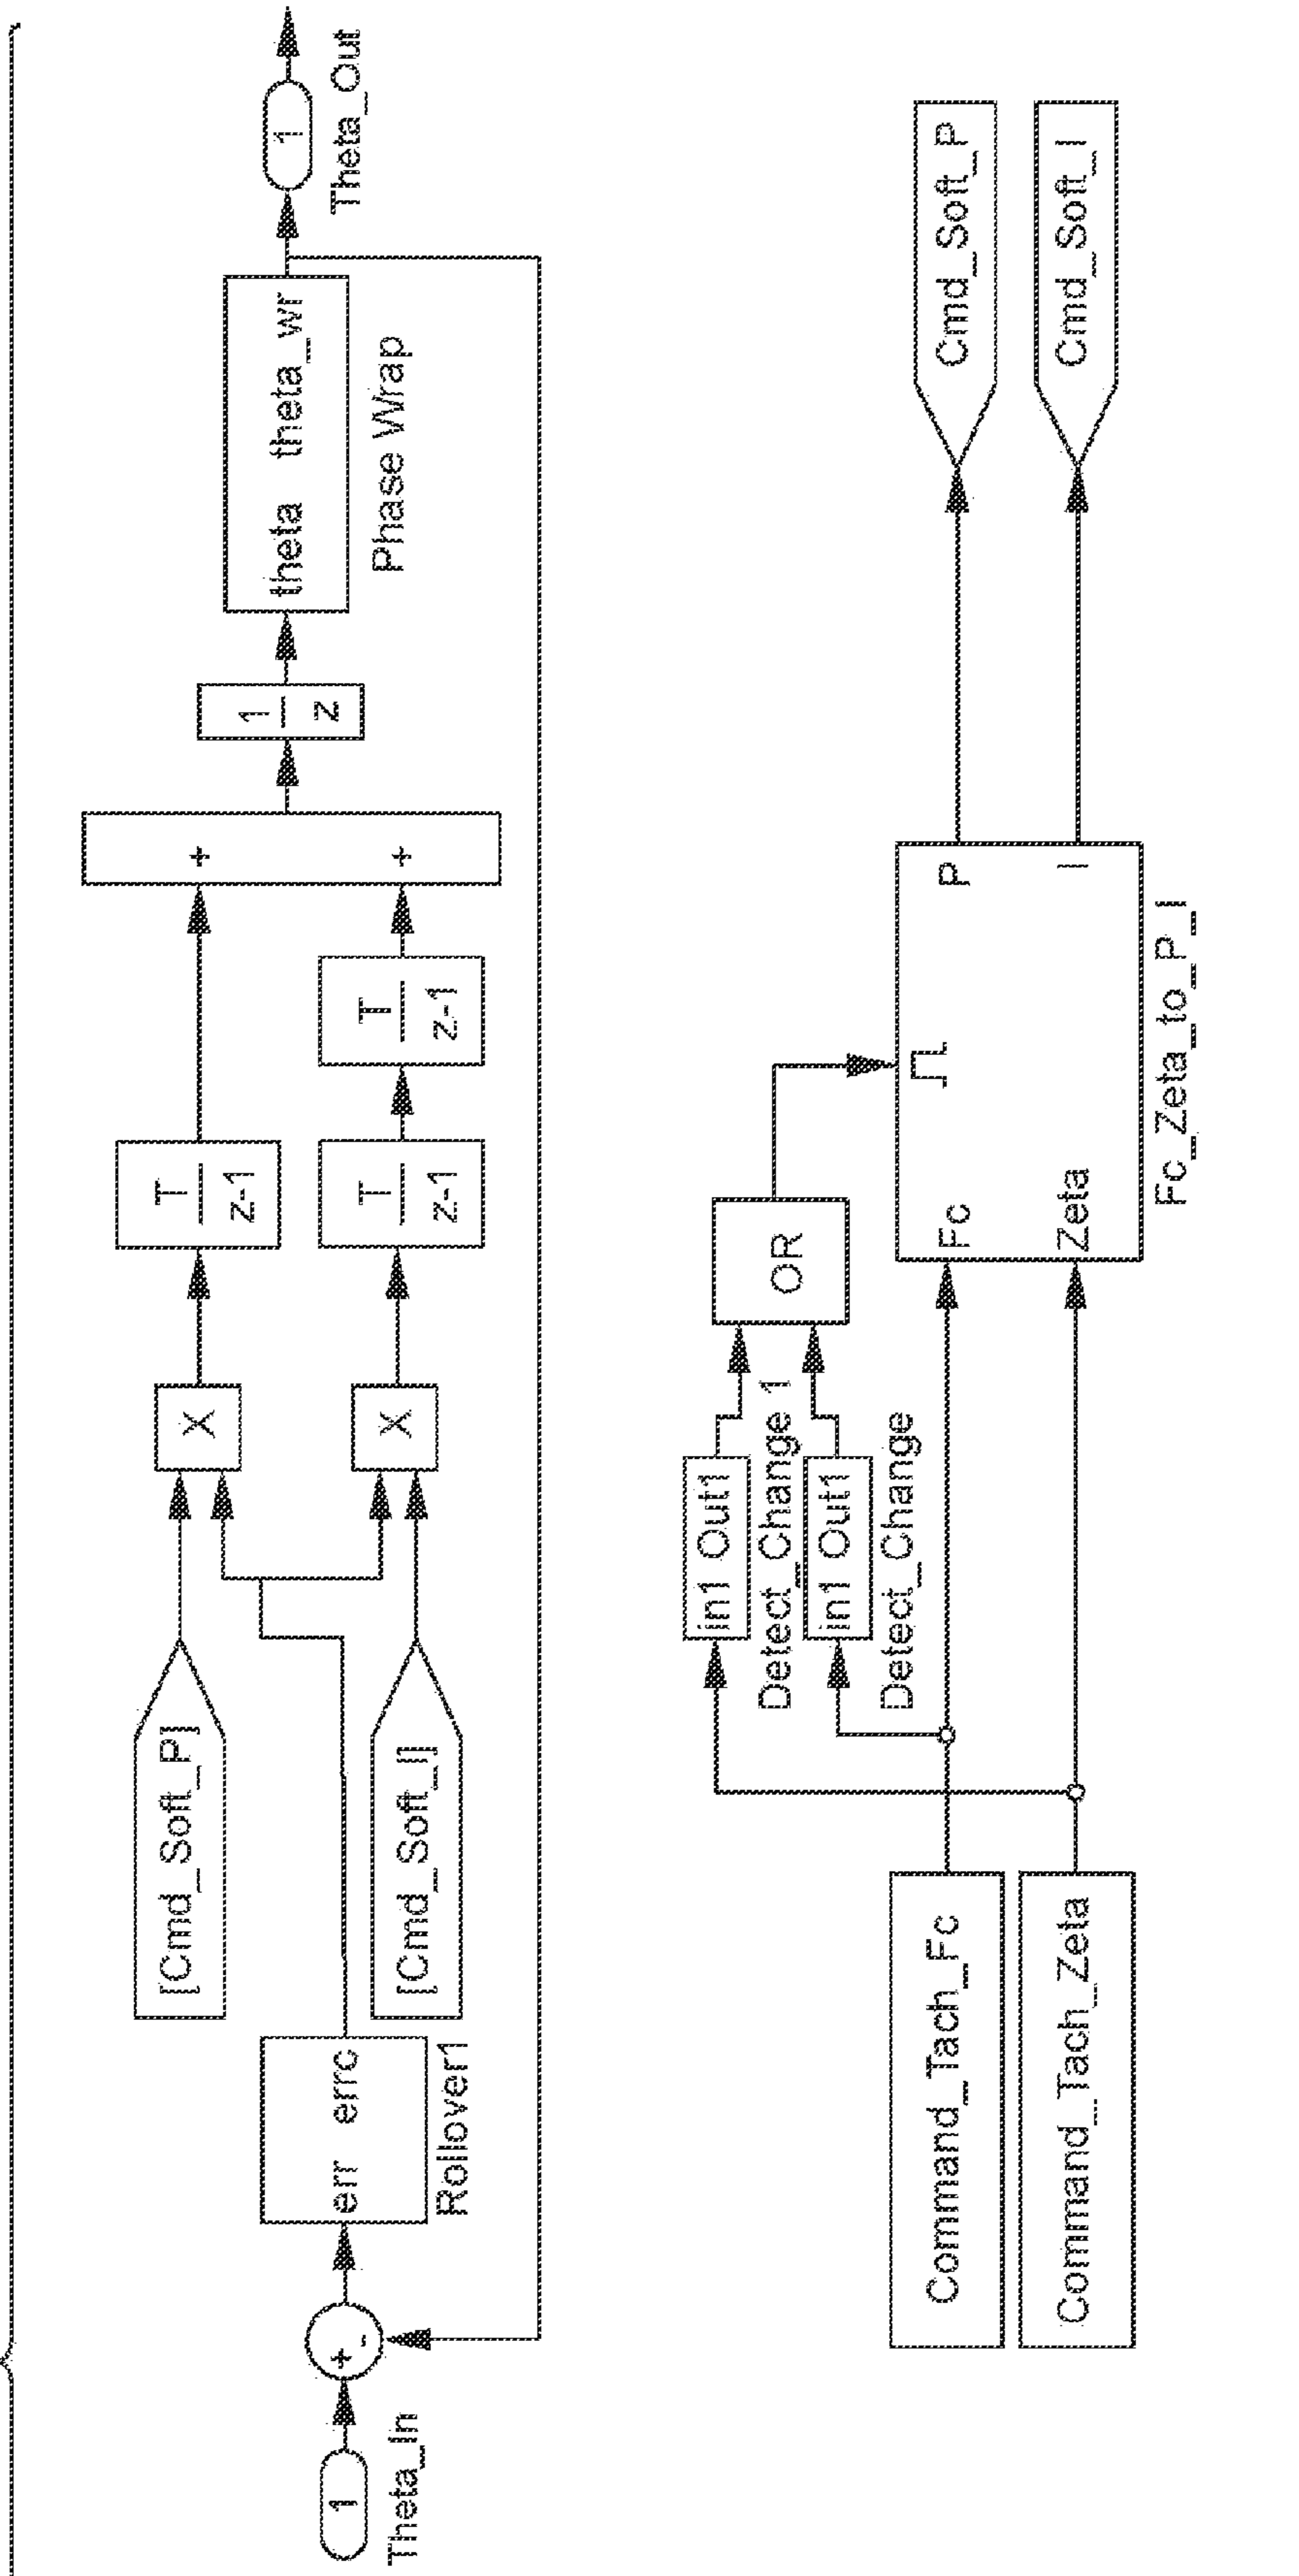 1
Theta_In
+
-
err errc
Rollover1
[Cmd_Soft_P]
[Cmd_Soft_I]
X
X
T
z-1
T
z-1
T
z-1
+
+
1
z
theta theta_wr
Phase Wrap
1
Theta_Out
Command_Tach_Fc
Command_Tach_Zeta
in1 Out1
Detect_Change 1
in1 Out1
Detect_Change
OR
Fc P
Zeta I
Fc_Zeta_to_P_I
Cmd_Soft_P
Cmd_Soft_I